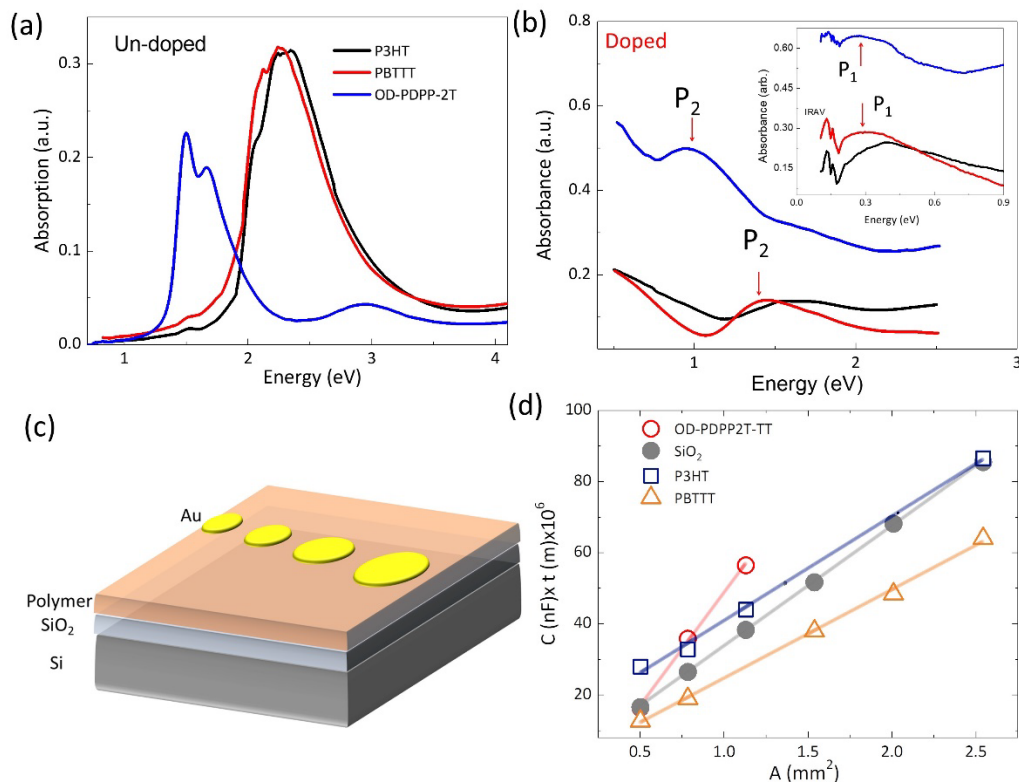 (a)
Un-doped
P3HT
PBTTT
OD-PDPP-2T
Absorption (a.u.)
0.3
0.2
0.1
0.0
1 2 3 4
Energy (eV)
(b)
Doped
P₂
P₂
Absorbance (a.u.)
0.8
0.6
0.4
0.2
1 2 3
Energy (eV)
P₁
P₁
IRAV
Absorbance (arb.)
0.60
0.45
0.30
0.15
0.0 0.3 0.6 0.9
Energy (eV)
(c)
Au
Polymer
SiO₂
Si
(d)
OD-PDPP2T-TT
SiO₂
P3HT
PBTTT
C (nF)x t (m)x10⁶
100
80
60
40
20
0.5 1.0 1.5 2.0 2.5
A (mm²)